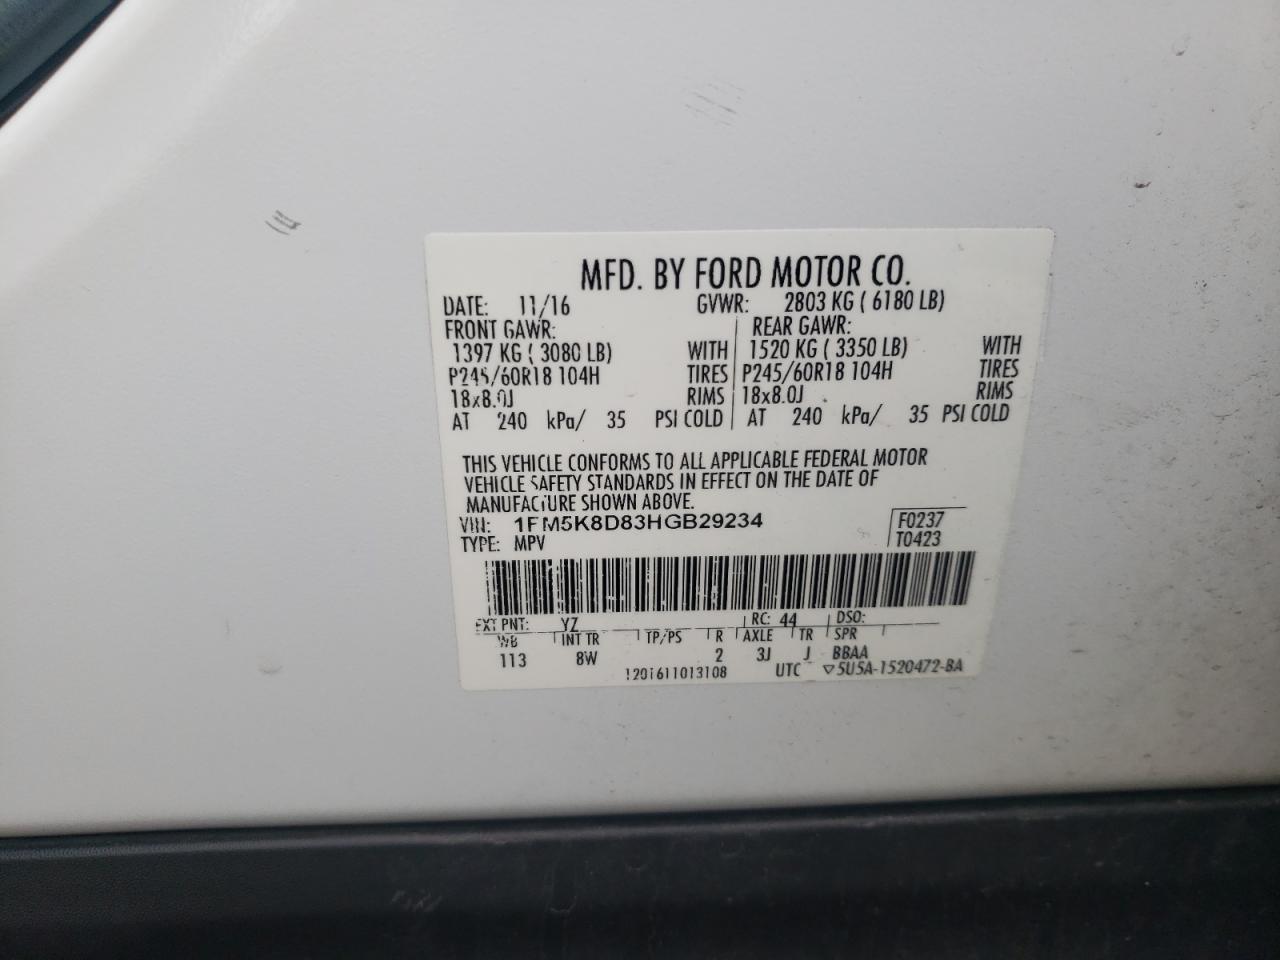 MFD. BY FORD MOTOR CO.
DATE: 11/16 GVWR: 2803 KG ( 6180 LB)
FRONT GAWR: REAR GAWR:
1397 KG ( 3080 LB) WITH 1520 KG ( 3350 LB) WITH
P245/60R18 104H TIRES P245/60R18 104H TIRES
18x8.0J RIMS 18x8.0J RIMS
AT 240 kPa/ 35 PSI COLD AT 240 kPa/ 35 PSI COLD
THIS VEHICLE CONFORMS TO ALL APPLICABLE FEDERAL MOTOR
VEHICLE SAFETY STANDARDS IN EFFECT ON THE DATE OF
MANUFACTURE SHOWN ABOVE.
VIN: 1FM5K8D83HGB29234 F0237
TYPE: MPV T0423
EXT PNT: YZ RC: 44 DSO:
WB INT TR TP/PS R AXLE TR SPR
113 8W 2 3J J BBAA
1201611013108 UTC ▽5U5A-1520472-BA